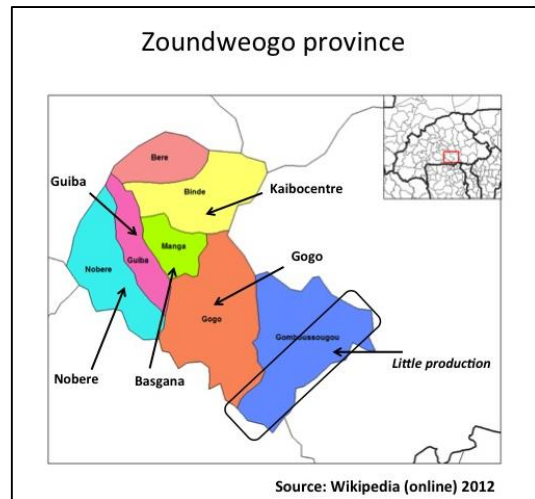 Zoundweogo province
Bere
Guiba
Binde
Kaibocentre
Manga
Nobere
Guiba
Gogo
Gogo
Gomboussougou
Nobere
Basgana
Little production
Source: Wikipedia (online) 2012